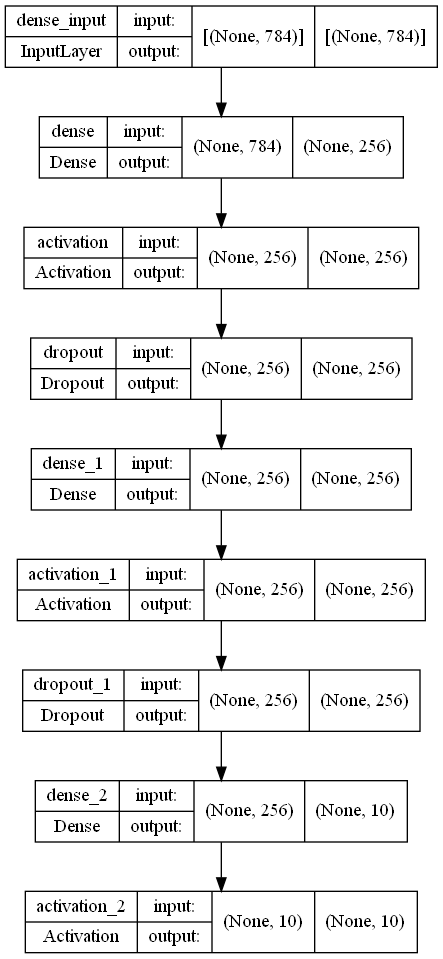 dense_input input: [(None, 784)] [(None, 784)]
InputLayer output:
dense input: (None, 784) (None, 256)
Dense output:
activation input: (None, 256) (None, 256)
Activation output:
dropout input: (None, 256) (None, 256)
Dropout output:
dense_1 input: (None, 256) (None, 256)
Dense output:
activation_1 input: (None, 256) (None, 256)
Activation output:
dropout_1 input: (None, 256) (None, 256)
Dropout output:
dense_2 input: (None, 256) (None, 10)
Dense output:
activation_2 input: (None, 10) (None, 10)
Activation output: